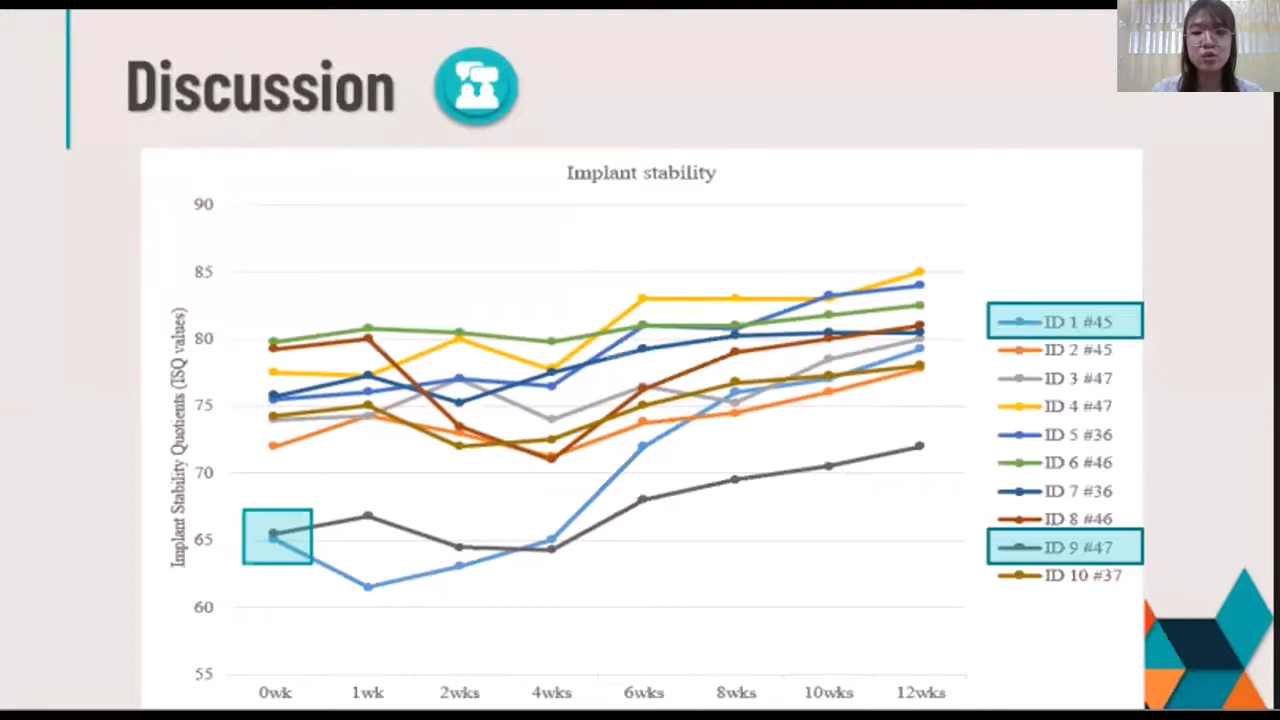 Discussion
Implant stability
Implant Stability Quotients (ISQ values)
90
85
80
75
70
65
60
55
0wk 1wk 2wks 4wks 6wks 8wks 10wks 12wks
ID 1 #45
ID 2 #45
ID 3 #47
ID 4 #47
ID 5 #36
ID 6 #46
ID 7 #36
ID 8 #46
ID 9 #47
ID 10 #37